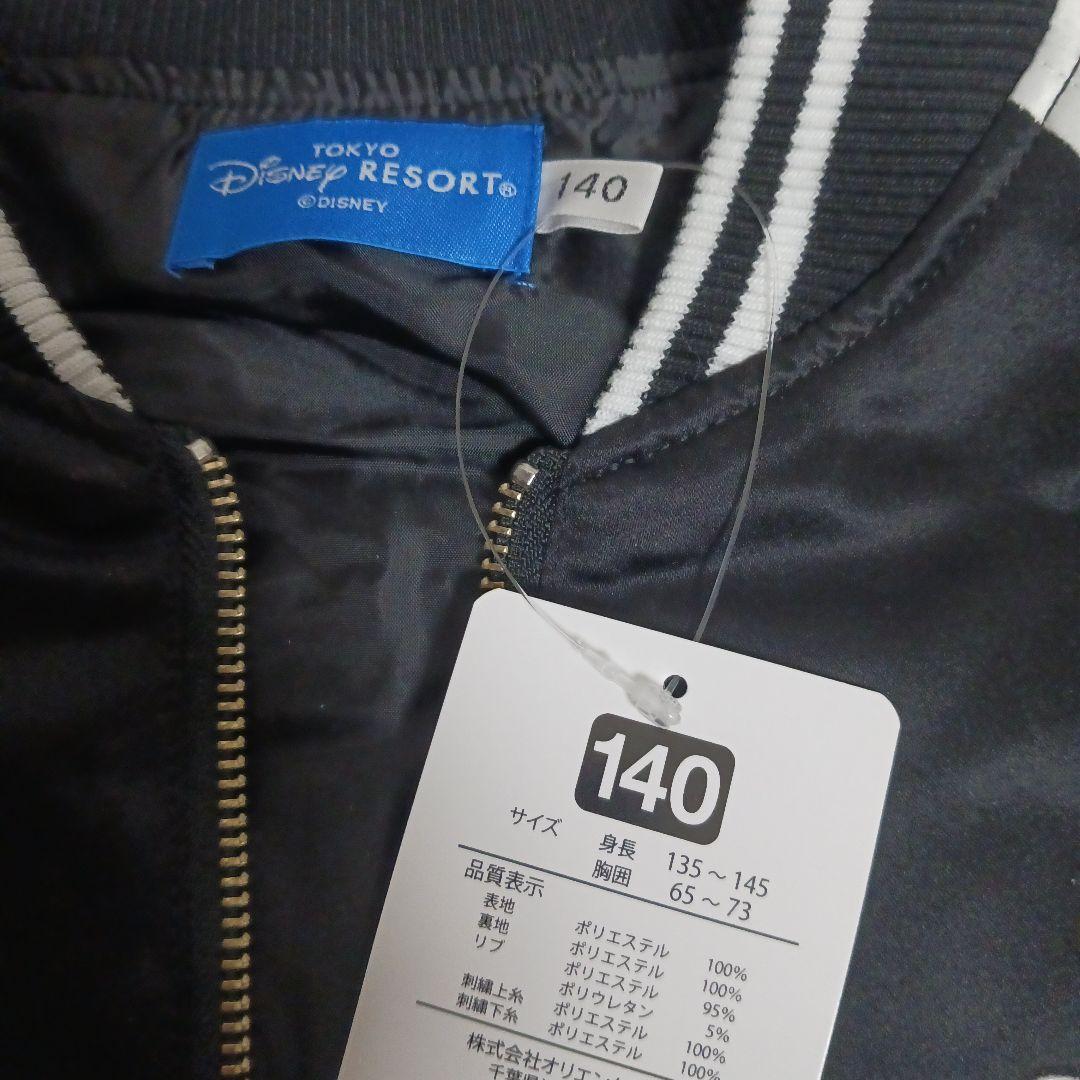 TOKYO
Disney RESORT®
©DISNEY
140
140
サイズ 身長 135～145
胸囲 65～73
品質表示
表地 ポリエステル 100%
裏地 ポリエステル 100%
リブ ポリエステル 95%
ポリウレタン 5%
刺繍上糸 ポリエステル 100%
刺繍下糸 ポリエステル 100%
株式会社オリエン
千葉県